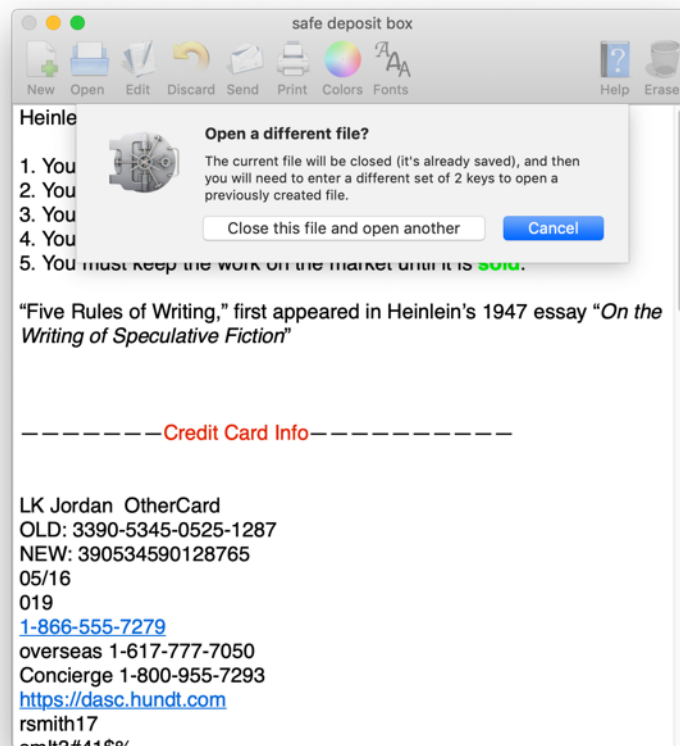 safe deposit box
New Open Edit Discard Send Print Colors Fonts Help Erase
Open a different file?
The current file will be closed (it's already saved), and then
you will need to enter a different set of 2 keys to open a
previously created file.
Close this file and open another Cancel
1. You
2. You
3. You
4. You
5. You must keep the work on the market until it is sold.
“Five Rules of Writing,” first appeared in Heinlein’s 1947 essay “On the
Writing of Speculative Fiction”
———————Credit Card Info——————————
LK Jordan OtherCard
OLD: 3390-5345-0525-1287
NEW: 390534590128765
05/16
019
1-866-555-7279
overseas 1-617-777-7050
Concierge 1-800-955-7293
https://dasc.hundt.com
rsmith17